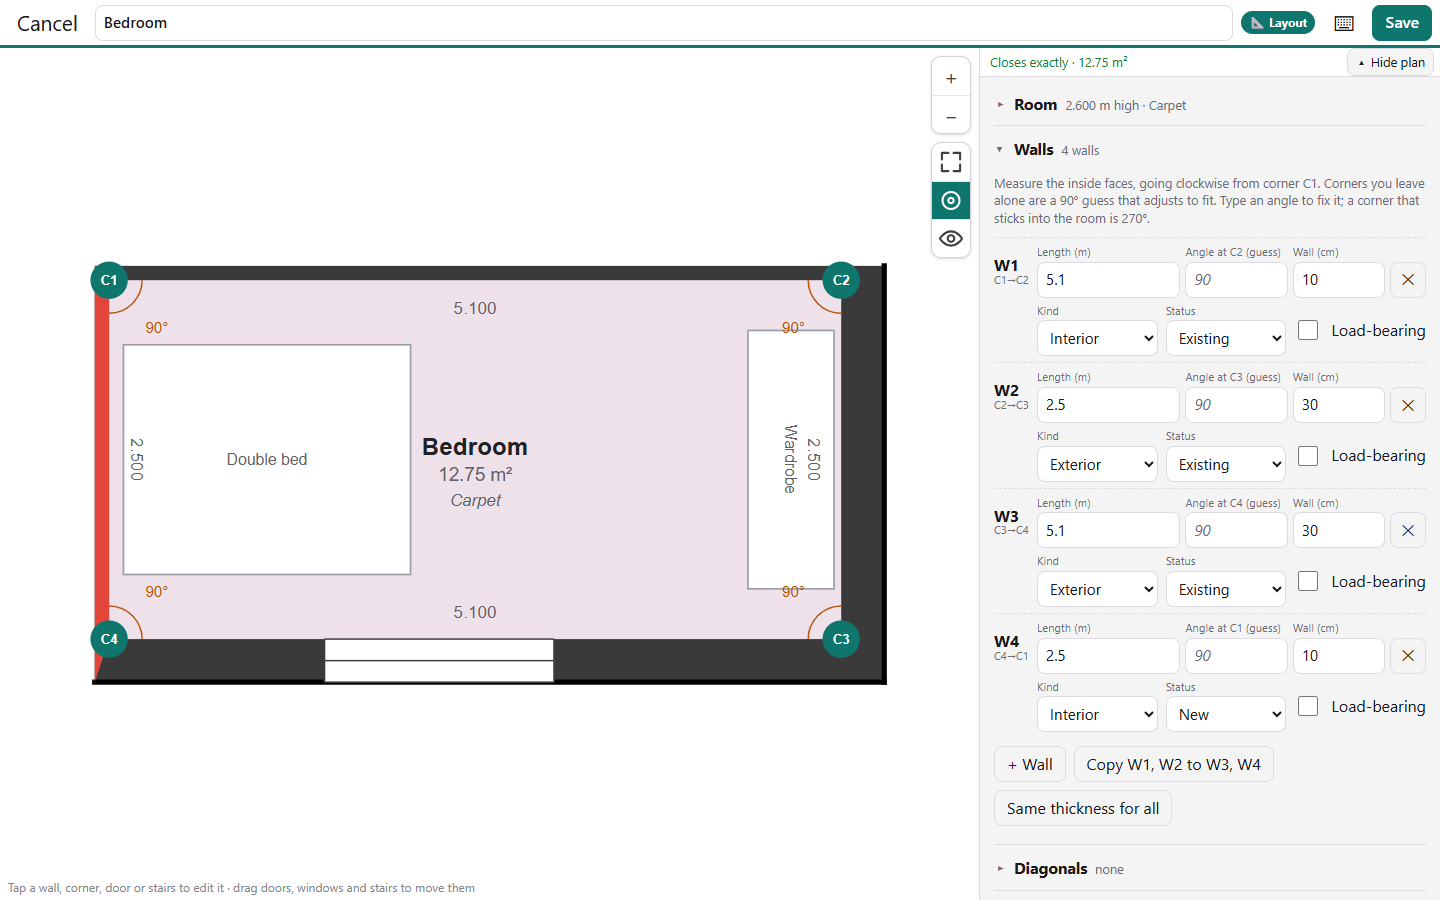 Cancel
Bedroom
Layout
Save
Closes exactly · 12.75 m²
Hide plan
Room 2.600 m high · Carpet
Walls 4 walls
Measure the inside faces, going clockwise from corner C1. Corners you leave
alone are a 90° guess that adjusts to fit. Type an angle to fix it; a corner that
sticks into the room is 270°.
W1
C1→C2
Length (m)
5.1
Angle at C2 (guess)
90
Wall (cm)
10
Kind
Interior
Status
Existing
Load-bearing
W2
C2→C3
Length (m)
2.5
Angle at C3 (guess)
90
Wall (cm)
30
Kind
Exterior
Status
Existing
Load-bearing
W3
C3→C4
Length (m)
5.1
Angle at C4 (guess)
90
Wall (cm)
30
Kind
Exterior
Status
Existing
Load-bearing
W4
C4→C1
Length (m)
2.5
Angle at C1 (guess)
90
Wall (cm)
10
Kind
Interior
Status
New
Load-bearing
+ Wall
Copy W1, W2 to W3, W4
Same thickness for all
Diagonals none
C1
C2
5.100
90°
90°
2.500
Double bed
Bedroom
12.75 m²
Carpet
Wardrobe
2.500
90°
90°
5.100
C4
C3
Tap a wall, corner, door or stairs to edit it · drag doors, windows and stairs to move them